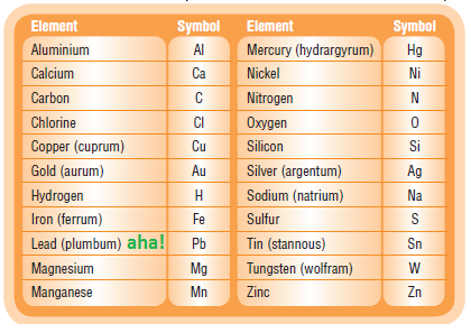 Element Symbol Element Symbol
Aluminium Al Mercury (hydrargyrum) Hg
Calcium Ca Nickel Ni
Carbon C Nitrogen N
Chlorine Cl Oxygen O
Copper (cuprum) Cu Silicon Si
Gold (aurum) Au Silver (argentum) Ag
Hydrogen H Sodium (natrium) Na
Iron (ferrum) Fe Sulfur S
Lead (plumbum) aha! Pb Tin (stannous) Sn
Magnesium Mg Tungsten (wolfram) W
Manganese Mn Zinc Zn